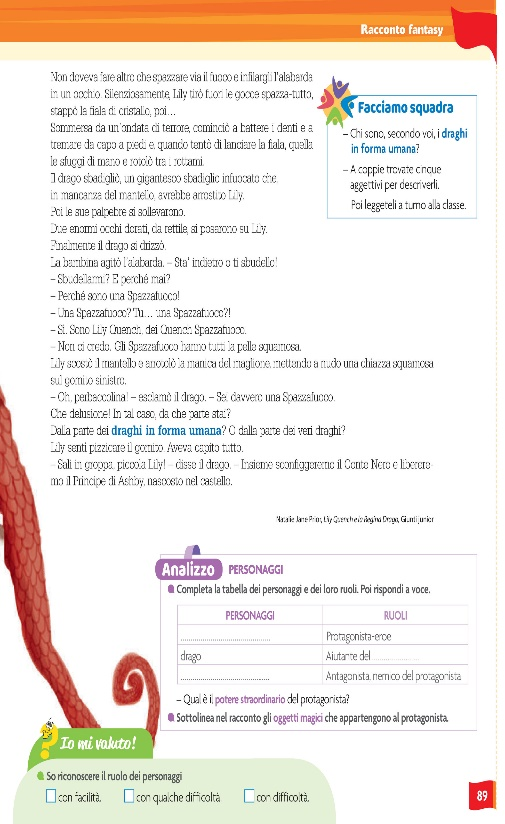 Racconto fantasy
Non doveva fare altro che spazzare via il fuoco e infilargli l'alabarda
in un occhio. Silenziosamente, Lily tirò fuori le gocce spazza-tutto,
stappò la fiala di cristallo, poi…
Sommersa da un'ondata di terrore, cominciò a battere i denti e a
tremare da capo a piedi e, quando tentò di lanciare la fiala, quella
le sfuggì di mano e rotolò tra i rottami.
Il drago sbadigliò, un gigantesco sbadiglio infuocato che,
in mancanza del mantello, avrebbe arrostito Lily.
Poi le sue palpebre si sollevarono.
Due enormi occhi dorati, da rettile, si posarono su Lily.
Finalmente il drago si drizzò.
La bambina agitò l'alabarda. – Sta' indietro o ti sbudello!
– Sbudellarmi? E perché mai?
– Perché sono una Spazzafuoco!
– Una Spazzafuoco? Tu… una Spazzafuoco?!
– Sì. Sono Lily Quench, dei Quench Spazzafuoco.
– Non ci credo. Gli Spazzafuoco hanno tutti la pelle squamosa.
Lily scostò il mantello e arrotolò la manica del maglione, mettendo a nudo una chiazza squamosa
sul gomito sinistro.
– Oh, perbaccolina! – esclamò il drago. – Sei davvero una Spazzafuoco.
Che delusione! In tal caso, da che parte stai?
Dalla parte dei draghi in forma umana? O dalla parte dei veri draghi?
Lily sentì pizzicare il gomito. Aveva capito tutto.
– Sali in groppa, piccola Lily! – disse il drago. – Insieme sconfiggeremo il Conte Nero e libere­re-
mo il Principe di Ashby, nascosto nel castello.
Natalie Jane Prior, Lily Quench e la Regina Drago, Giunti Junior
Facciamo squadra
– Chi sono, secondo voi, i draghi
in forma umana?
– A coppie trovate cinque
aggettivi per descriverli.
Poi leggeteli a turno alla classe.
Analizzo PERSONAGGI
Completa la tabella dei personaggi e dei loro ruoli. Poi rispondi a voce.
PERSONAGGI RUOLI
........................................ Protagonista-eroe
drago Aiutante del ......................
........................................ Antagonista, nemico del protagonista
– Qual è il potere straordinario del protagonista?
Sottolinea nel racconto gli oggetti magici che appartengono al protagonista.
Io mi valuto!
So riconoscere il ruolo dei personaggi
con facilità. con qualche difficoltà. con difficoltà.
89